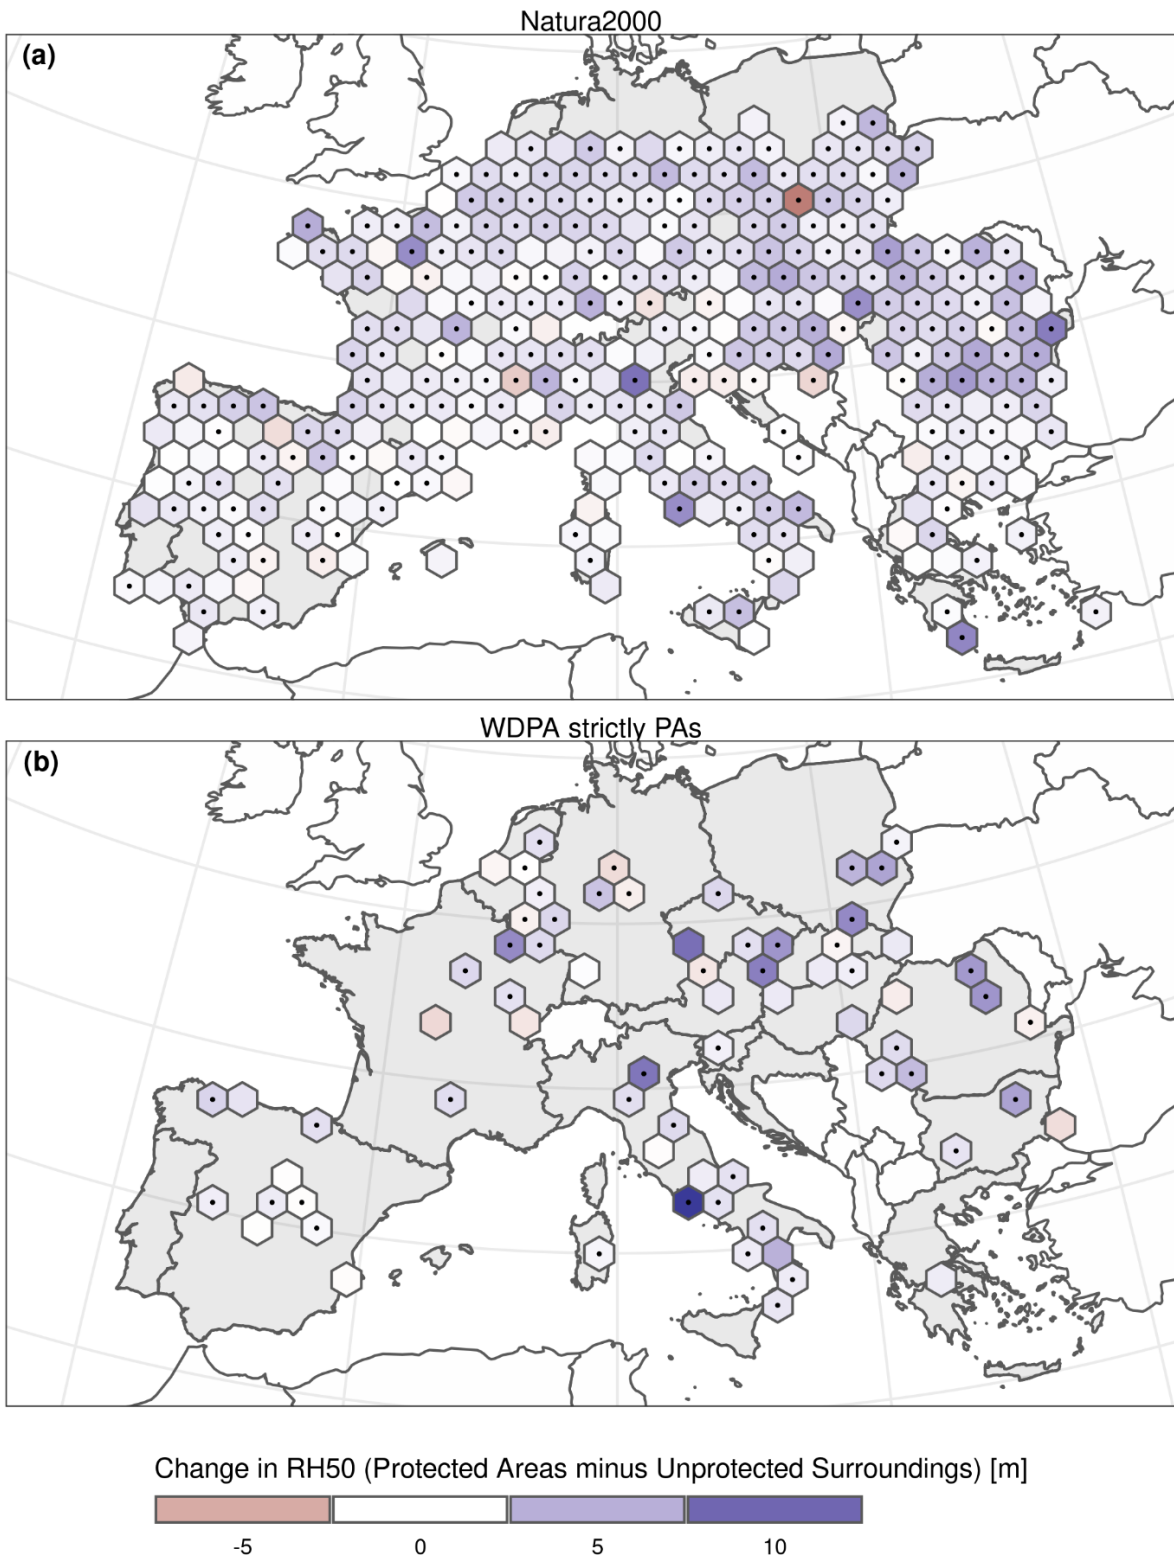 Natura2000
(a)
WDPA strictly PAs
(b)
Change in RH50 (Protected Areas minus Unprotected Surroundings) [m]
-5 0 5 10